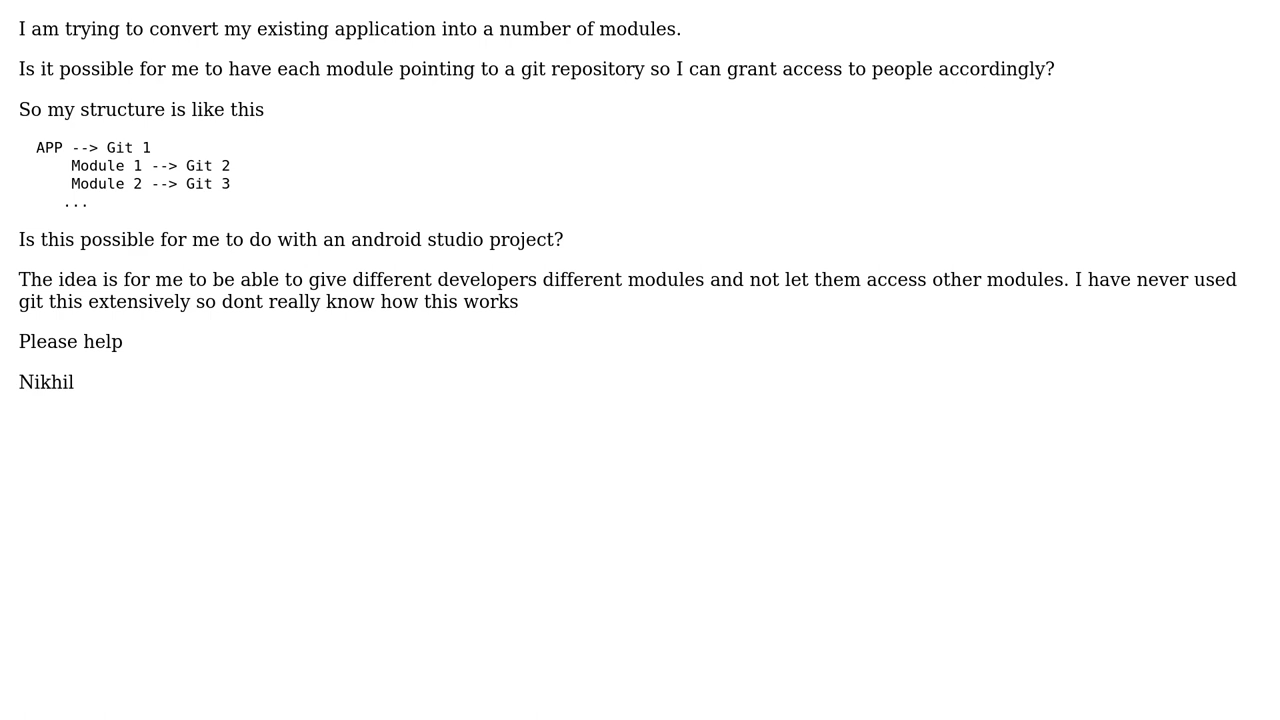 I am trying to convert my existing application into a number of modules.
Is it possible for me to have each module pointing to a git repository so I can grant access to people accordingly?
So my structure is like this
APP --> Git 1
Module 1 --> Git 2
Module 2 --> Git 3
...
Is this possible for me to do with an android studio project?
The idea is for me to be able to give different developers different modules and not let them access other modules. I have never used
git this extensively so dont really know how this works
Please help
Nikhil